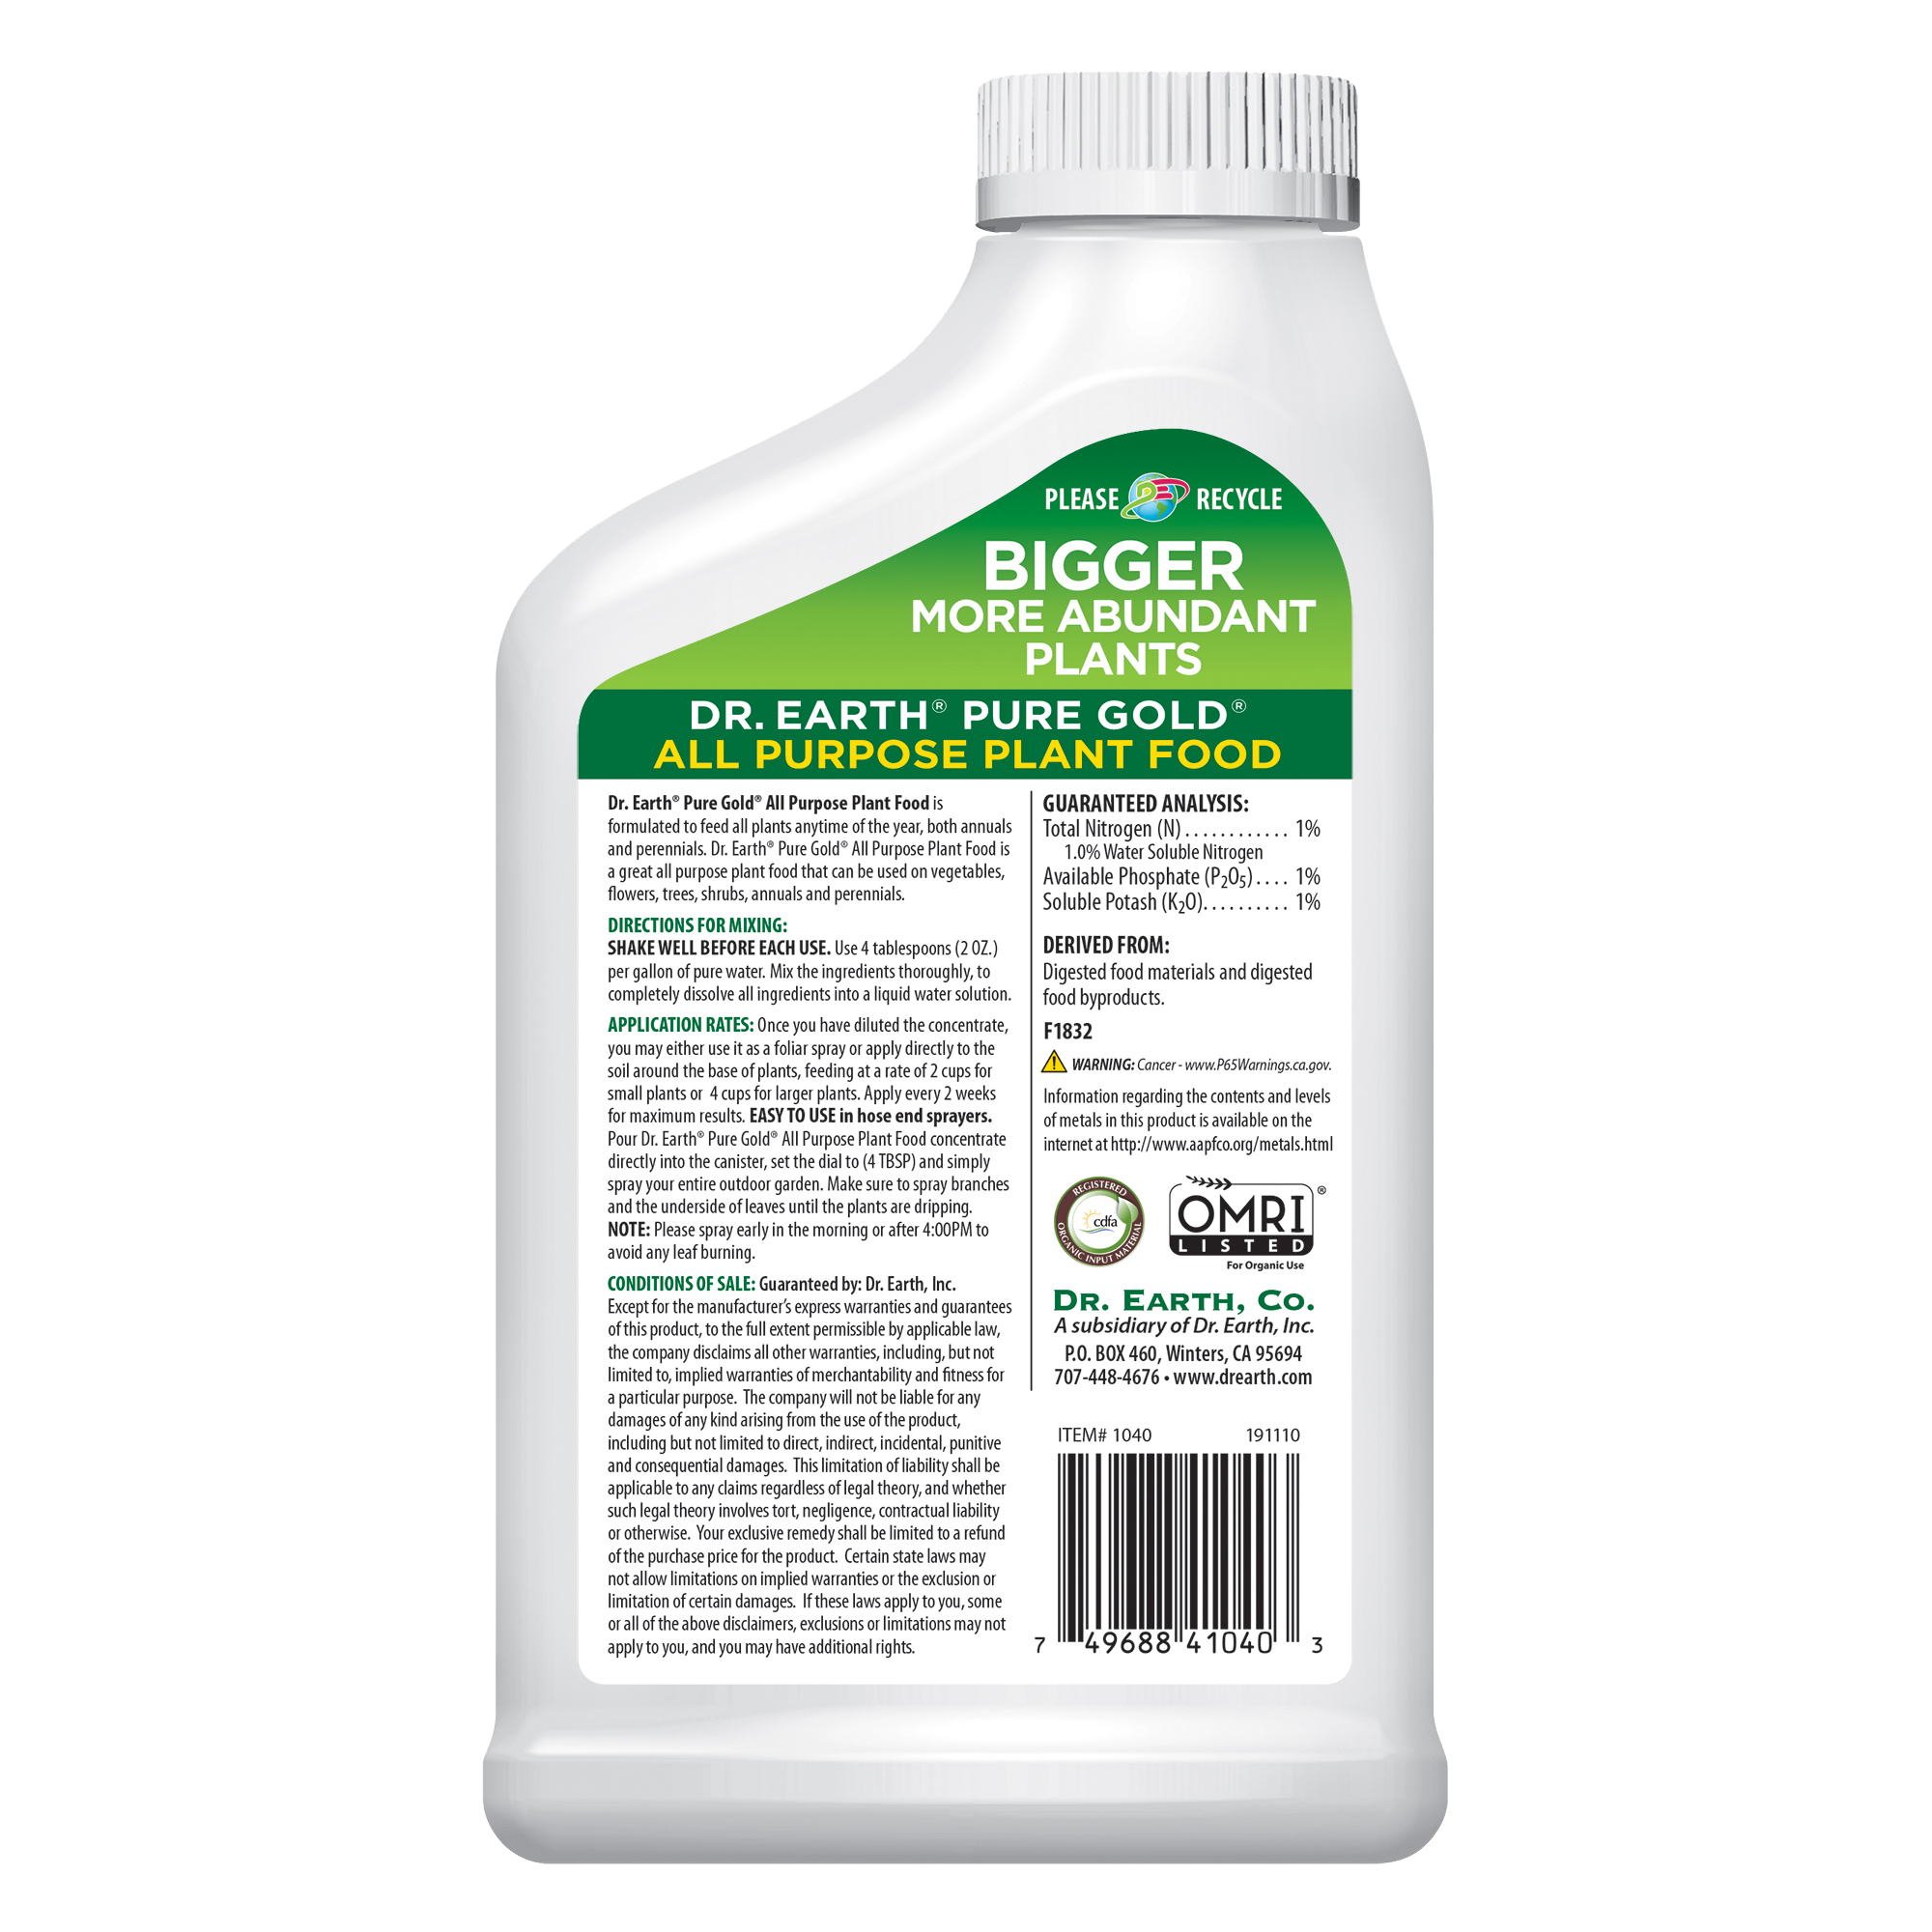 PLEASE RECYCLE
BIGGER
MORE ABUNDANT
PLANTS
DR. EARTH® PURE GOLD®
ALL PURPOSE PLANT FOOD
Dr. Earth® Pure Gold® All Purpose Plant Food is
formulated to feed all plants anytime of the year, both annuals
and perennials. Dr. Earth® Pure Gold® All Purpose Plant Food is
a great all purpose plant food that can be used on vegetables,
flowers, trees, shrubs, annuals and perennials.
DIRECTIONS FOR MIXING:
SHAKE WELL BEFORE EACH USE. Use 4 tablespoons (2 OZ.)
per gallon of pure water. Mix the ingredients thoroughly, to
completely dissolve all ingredients into a liquid water solution.
APPLICATION RATES: Once you have diluted the concentrate,
you may either use it as a foliar spray or apply directly to the
soil around the base of plants, feeding at a rate of 2 cups for
small plants or 4 cups for larger plants. Apply every 2 weeks
for maximum results. EASY TO USE in hose end sprayers.
Pour Dr. Earth® Pure Gold® All Purpose Plant Food concentrate
directly into the canister, set the dial to (4 TBSP) and simply
spray your entire outdoor garden. Make sure to spray branches
and the underside of leaves until the plants are dripping.
NOTE: Please spray early in the morning or after 4:00PM to
avoid any leaf burning.
CONDITIONS OF SALE: Guaranteed by: Dr. Earth, Inc.
Except for the manufacturer's express warranties and guarantees
of this product, to the full extent permissible by applicable law,
the company disclaims all other warranties, including, but not
limited to, implied warranties of merchantability and fitness for
a particular purpose. The company will not be liable for any
damages of any kind arising from the use of the product,
including but not limited to direct, indirect, incidental, punitive
and consequential damages. This limitation of liability shall be
applicable to any claims regardless of legal theory, and whether
such legal theory involves tort, negligence, contractual liability
or otherwise. Your exclusive remedy shall be limited to a refund
of the purchase price for the product. Certain state laws may
not allow limitations on implied warranties or the exclusion or
limitation of certain damages. If these laws apply to you, some
or all of the above disclaimers, exclusions or limitations may not
apply to you, and you may have additional rights.
GUARANTEED ANALYSIS:
Total Nitrogen (N) ............ 1%
1.0% Water Soluble Nitrogen
Available Phosphate (P₂O₅) .... 1%
Soluble Potash (K₂O).......... 1%
DERIVED FROM:
Digested food materials and digested
food byproducts.
F1832
WARNING: Cancer - www.P65Warnings.ca.gov.
Information regarding the contents and levels
of metals in this product is available on the
internet at http://www.aapfco.org/metals.html
REGISTERED
cdfa
ORGANIC INPUT MATERIAL
OMRI®
LISTED
For Organic Use
DR. EARTH, CO.
A subsidiary of Dr. Earth, Inc.
P.O. BOX 460, Winters, CA 95694
707-448-4676 • www.drearth.com
ITEM# 1040 191110
7 49688 41040 3